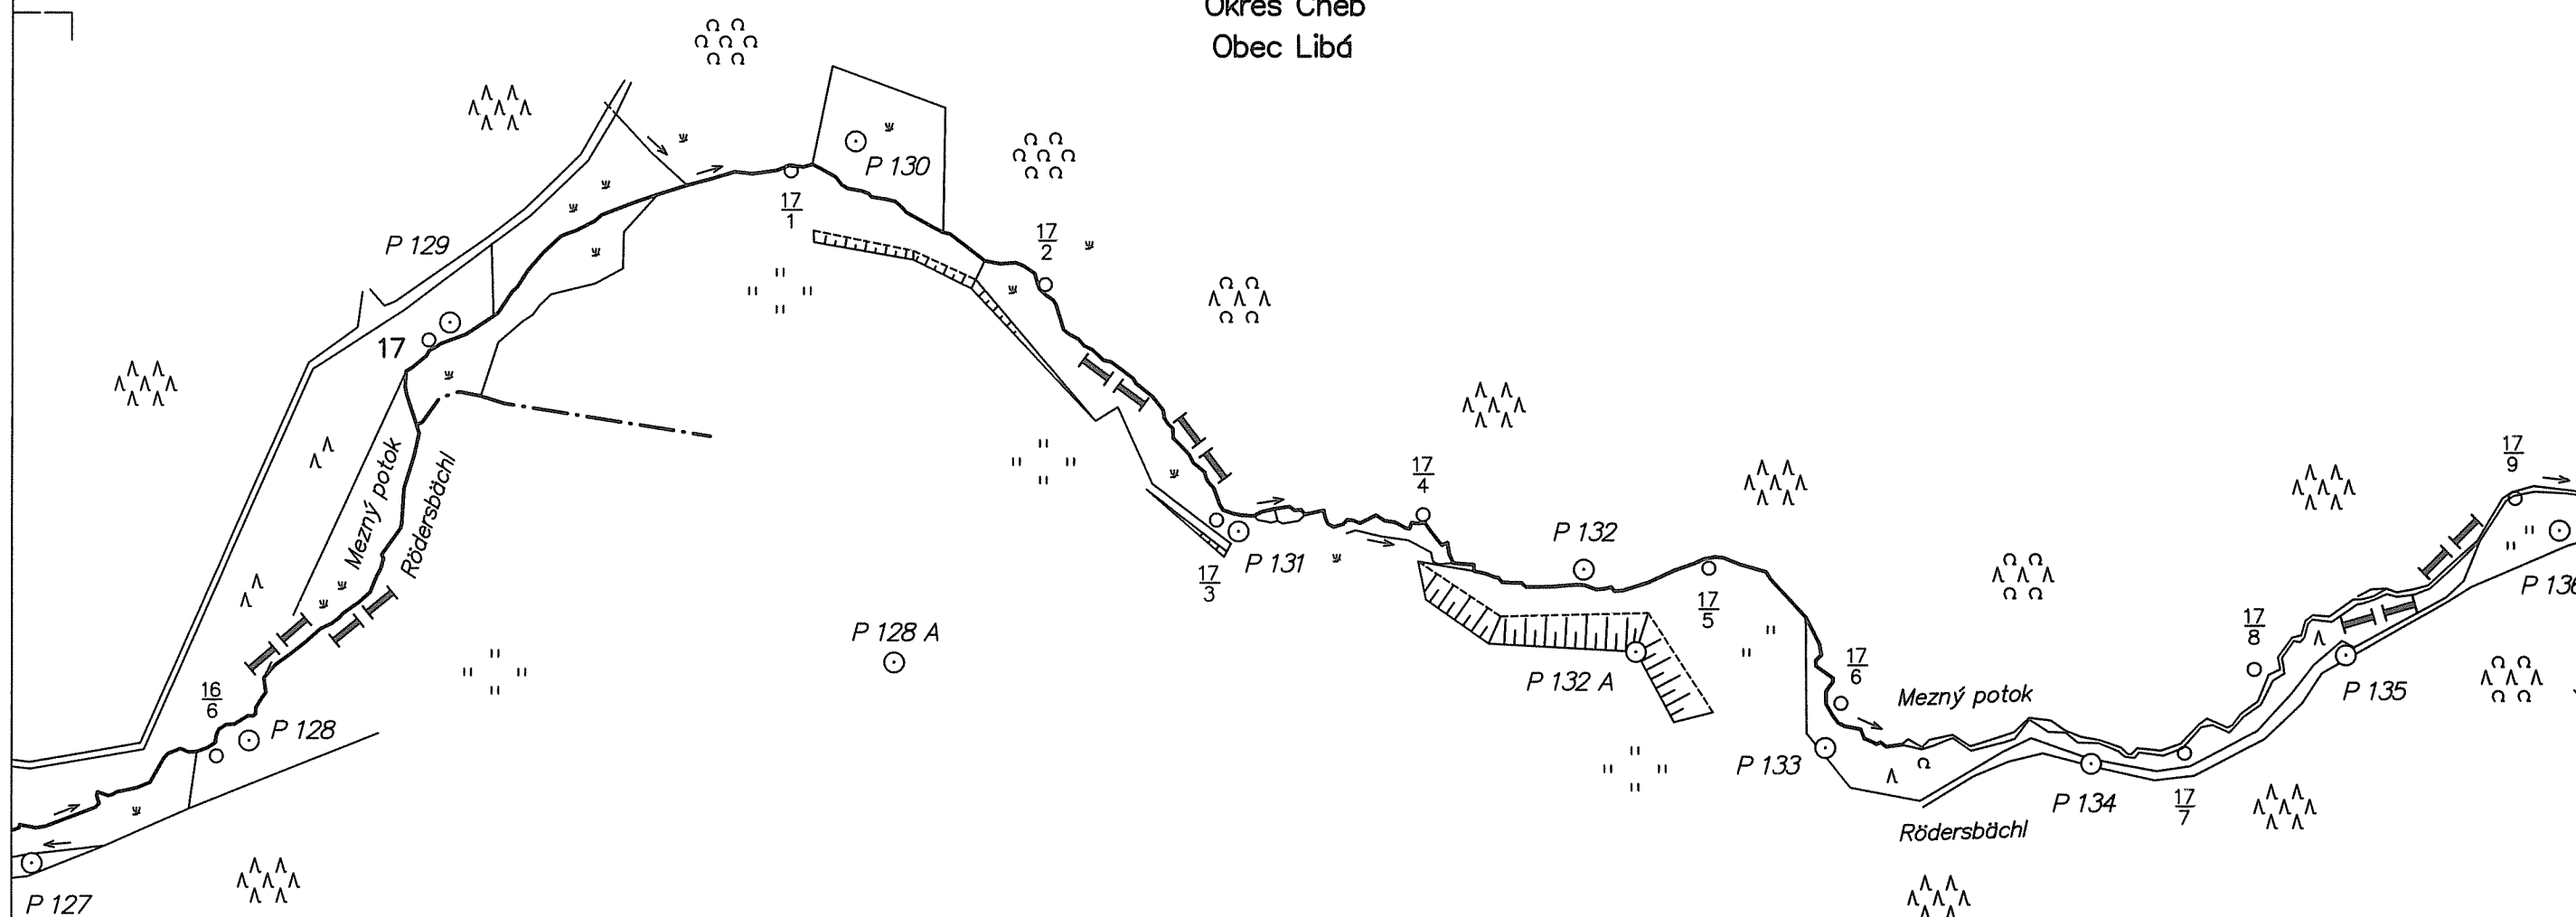 Okres Cheb
Obec Libá
P 130
17/1
17/2
P 129
17
Mezný potok
Rödersbächl
17/4
17/9
P 132
P 131
17/3
17/5
P 136
P 128 A
17/8
17/6
P 132 A
Mezný potok
P 135
16/6
P 128
P 133
P 134
17/7
Rödersbächl
P 127